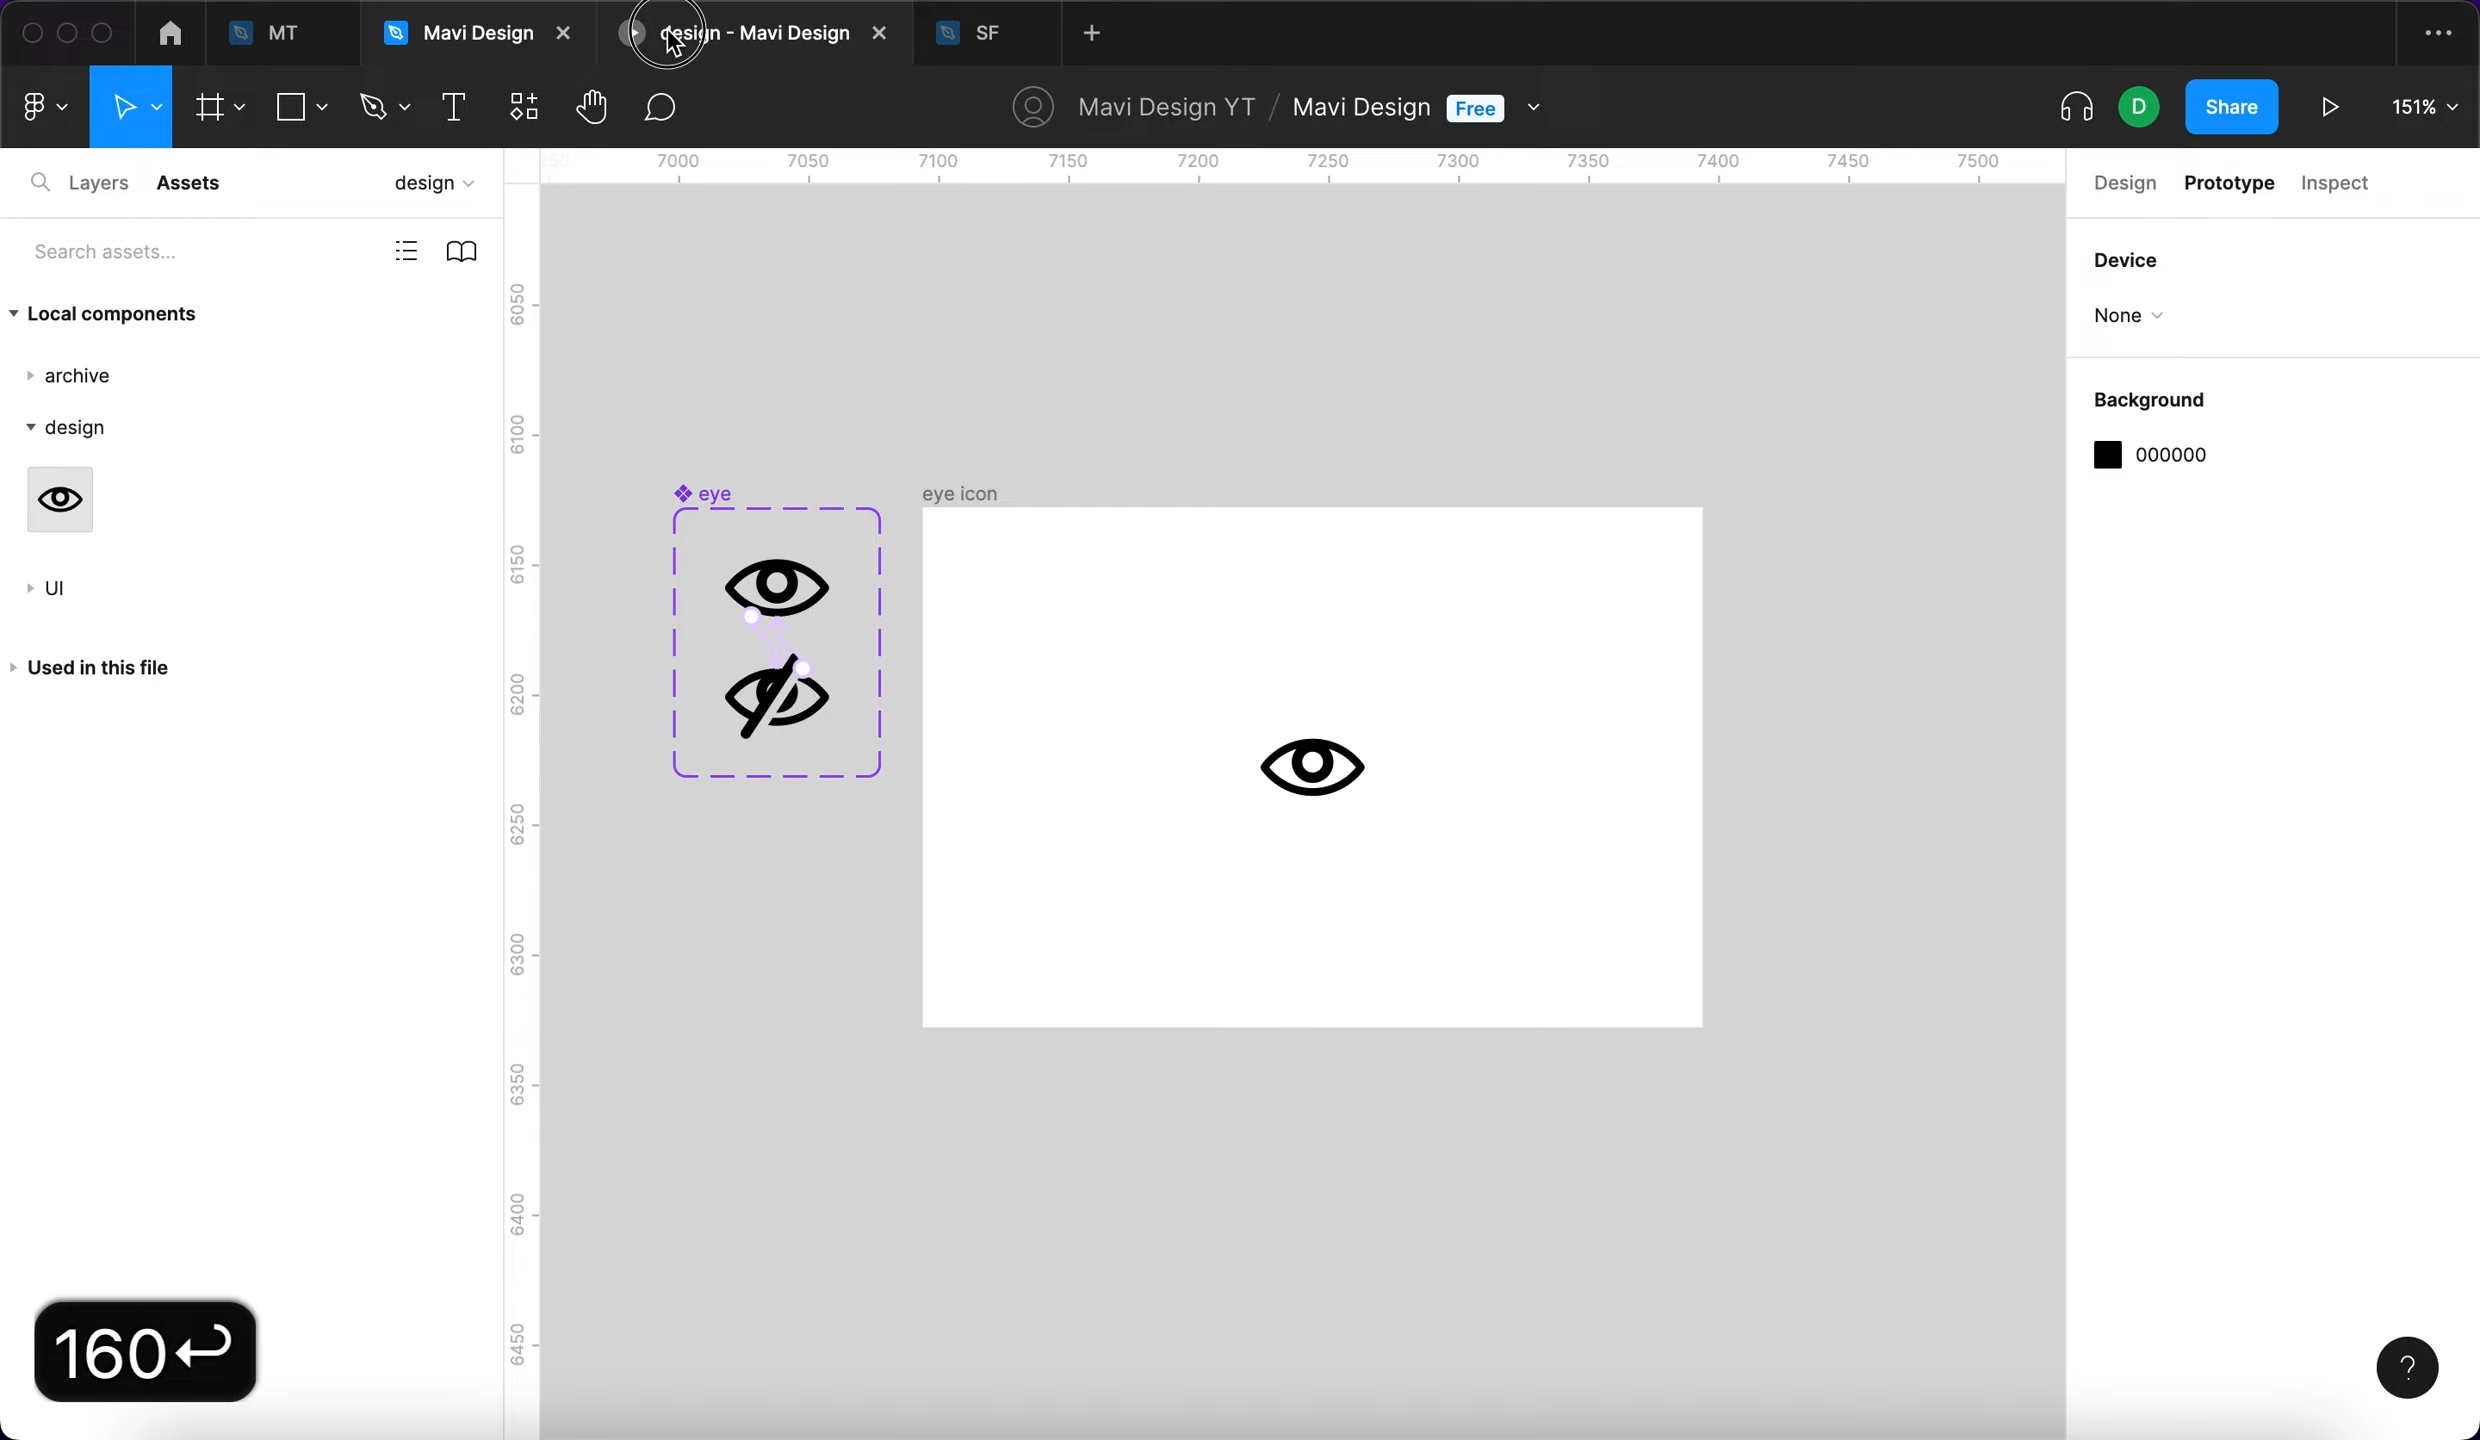 MT
Mavi Design
design - Mavi Design
SF
Mavi Design YT / Mavi Design Free
D
Share
151%
Layers
Assets
design
Search assets...
Local components
archive
design
UI
Used in this file
7000 7050 7100 7150 7200 7250 7300 7350 7400 7450 7500
6050
6100
6150
6200
6250
6300
6350
6400
6450
eye
eye icon
Design
Prototype
Inspect
Device
None
Background
000000
160
?